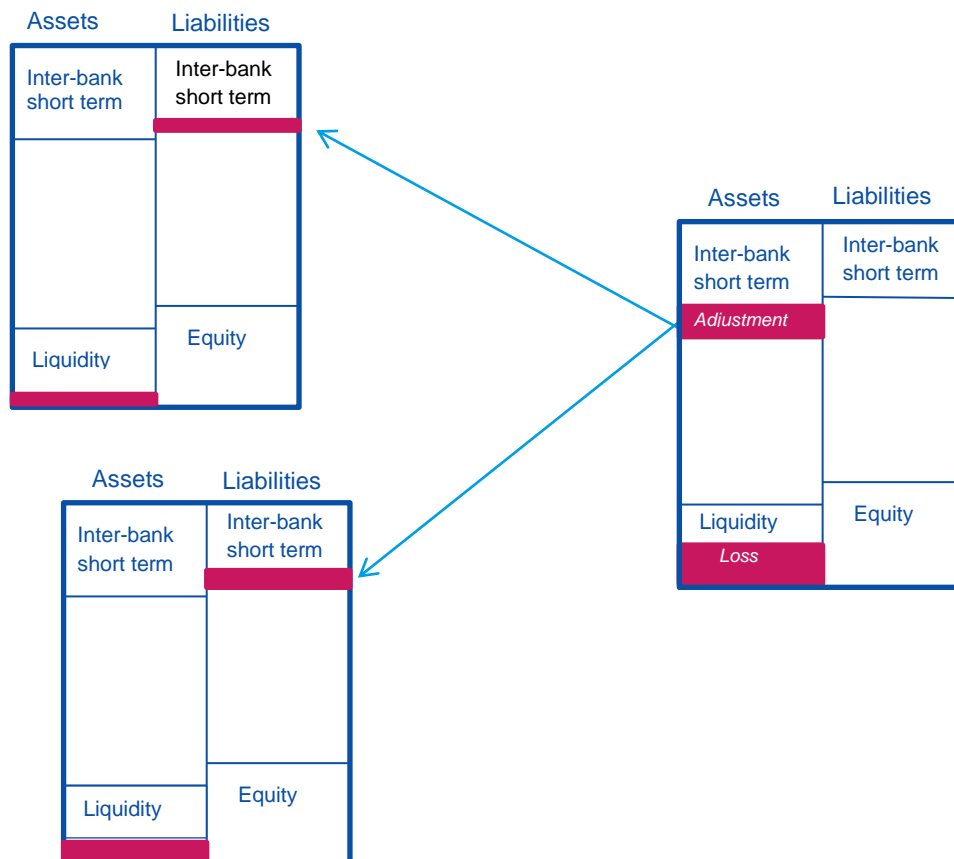 Assets Liabilities
Inter-bank
short term
Inter-bank
short term
Equity
Liquidity
Assets Liabilities
Inter-bank
short term
Inter-bank
short term
Adjustment
Liquidity
Equity
Loss
Assets Liabilities
Inter-bank
short term
Inter-bank
short term
Equity
Liquidity